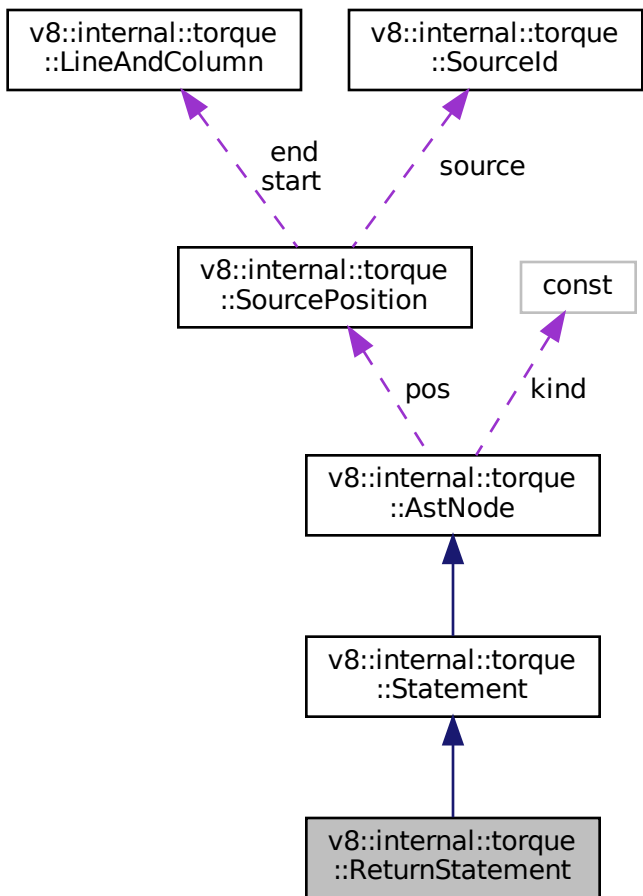 v8::internal::torque
::LineAndColumn
v8::internal::torque
::SourceId
end
start
source
v8::internal::torque
::SourcePosition
const
pos
kind
v8::internal::torque
::AstNode
v8::internal::torque
::Statement
v8::internal::torque
::ReturnStatement